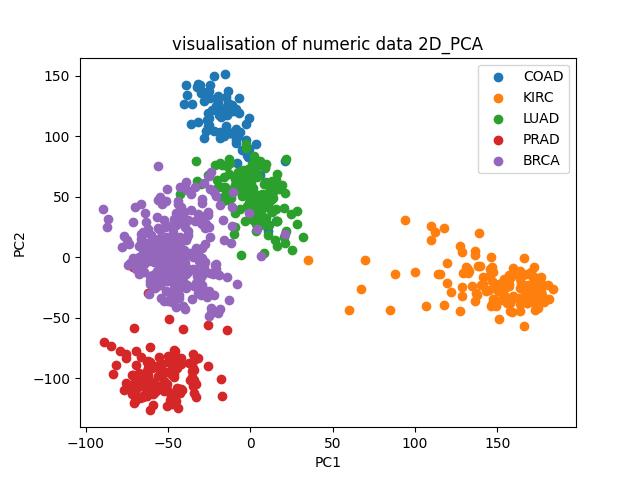 visualisation of numeric data 2D_PCA
COAD
KIRC
LUAD
PRAD
BRCA
150
100
50
0
−50
−100
PC2
−100
−50
0
50
100
150
PC1